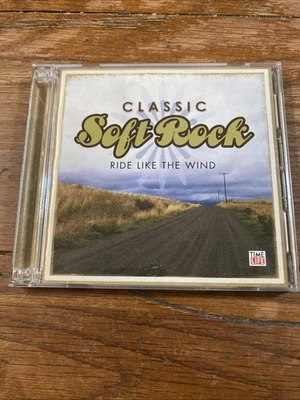 CLASSIC
Soft Rock
RIDE LIKE THE WIND
TIME
LIFE